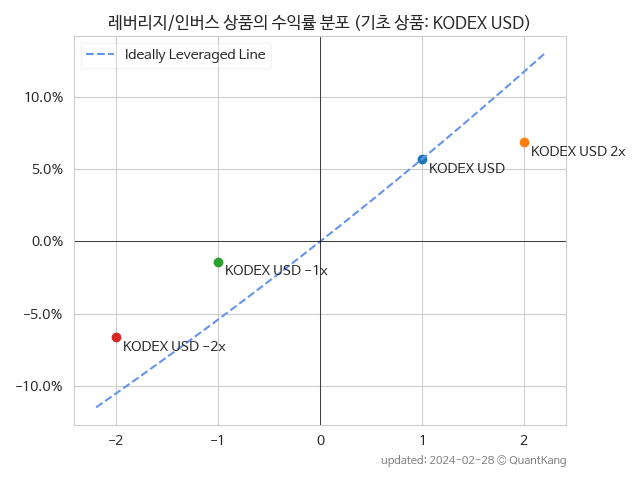 레버리지/인버스 상품의 수익률 분포 (기초 상품: KODEX USD)
Ideally Leveraged Line
10.0%
5.0%
0.0%
−5.0%
−10.0%
KODEX USD 2x
KODEX USD
KODEX USD −1x
KODEX USD −2x
−2
−1
0
1
2
updated: 2024-02-28 © QuantKang